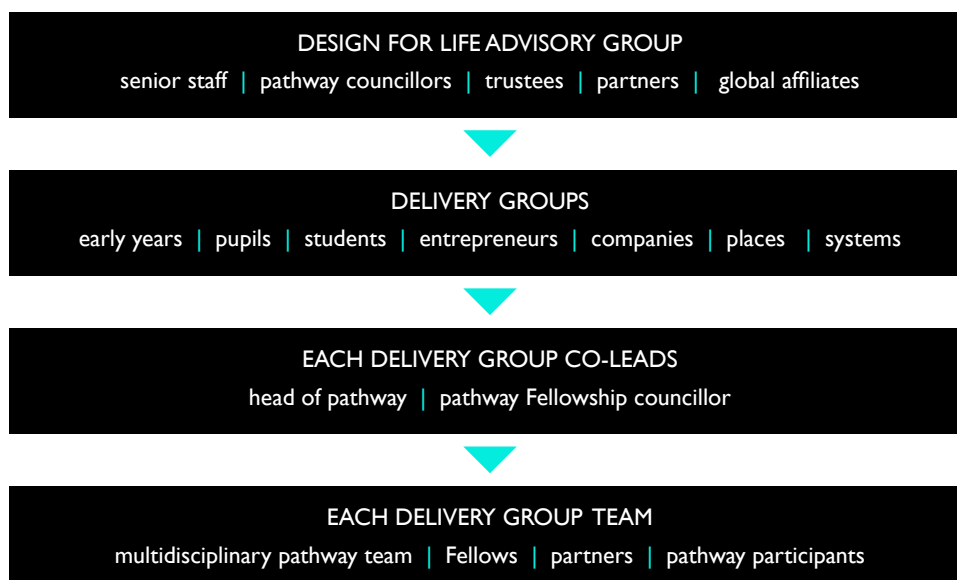 DESIGN FOR LIFE ADVISORY GROUP
senior staff | pathway councillors | trustees | partners | global affiliates
DELIVERY GROUPS
early years | pupils | students | entrepreneurs | companies | places | systems
EACH DELIVERY GROUP CO-LEADS
head of pathway | pathway Fellowship councillor
EACH DELIVERY GROUP TEAM
multidisciplinary pathway team | Fellows | partners | pathway participants